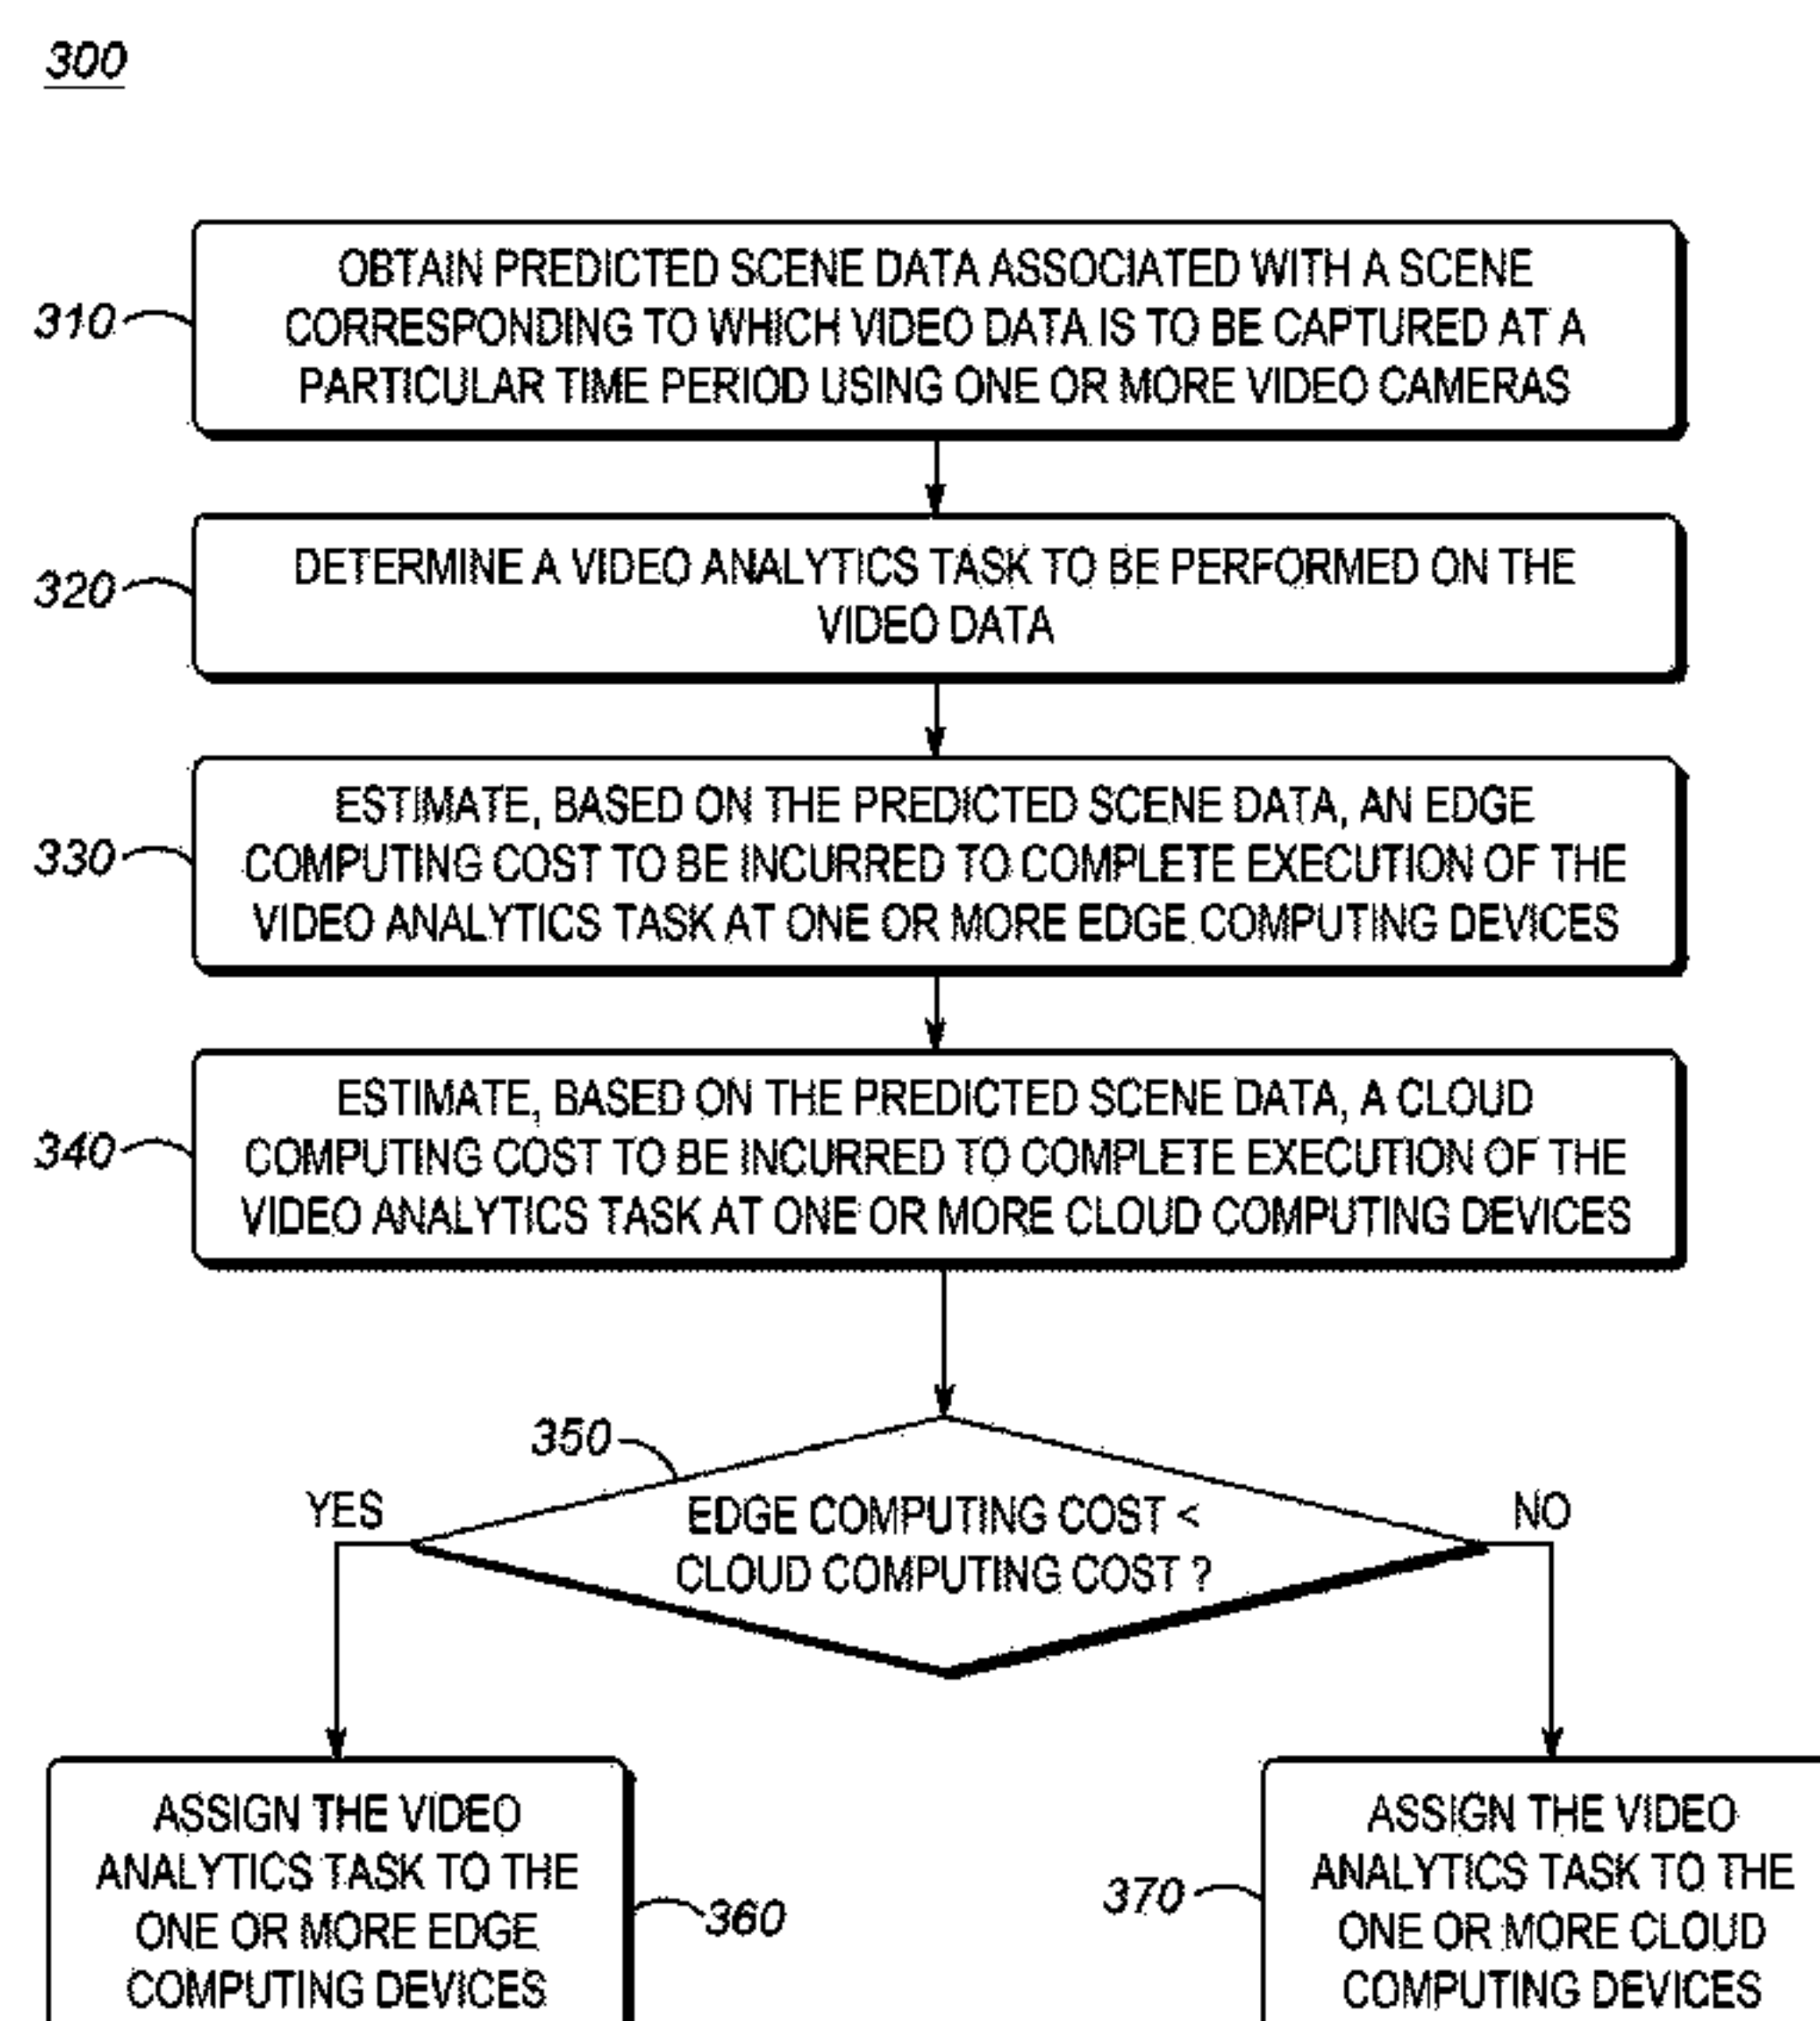 300
310
OBTAIN PREDICTED SCENE DATA ASSOCIATED WITH A SCENE
CORRESPONDING TO WHICH VIDEO DATA IS TO BE CAPTURED AT A
PARTICULAR TIME PERIOD USING ONE OR MORE VIDEO CAMERAS
320
DETERMINE A VIDEO ANALYTICS TASK TO BE PERFORMED ON THE
VIDEO DATA
330
ESTIMATE, BASED ON THE PREDICTED SCENE DATA, AN EDGE
COMPUTING COST TO BE INCURRED TO COMPLETE EXECUTION OF THE
VIDEO ANALYTICS TASK AT ONE OR MORE EDGE COMPUTING DEVICES
340
ESTIMATE, BASED ON THE PREDICTED SCENE DATA, A CLOUD
COMPUTING COST TO BE INCURRED TO COMPLETE EXECUTION OF THE
VIDEO ANALYTICS TASK AT ONE OR MORE CLOUD COMPUTING DEVICES
350
YES
EDGE COMPUTING COST <
CLOUD COMPUTING COST ?
NO
ASSIGN THE VIDEO
ANALYTICS TASK TO THE
ONE OR MORE EDGE
COMPUTING DEVICES
360
370
ASSIGN THE VIDEO
ANALYTICS TASK TO THE
ONE OR MORE CLOUD
COMPUTING DEVICES